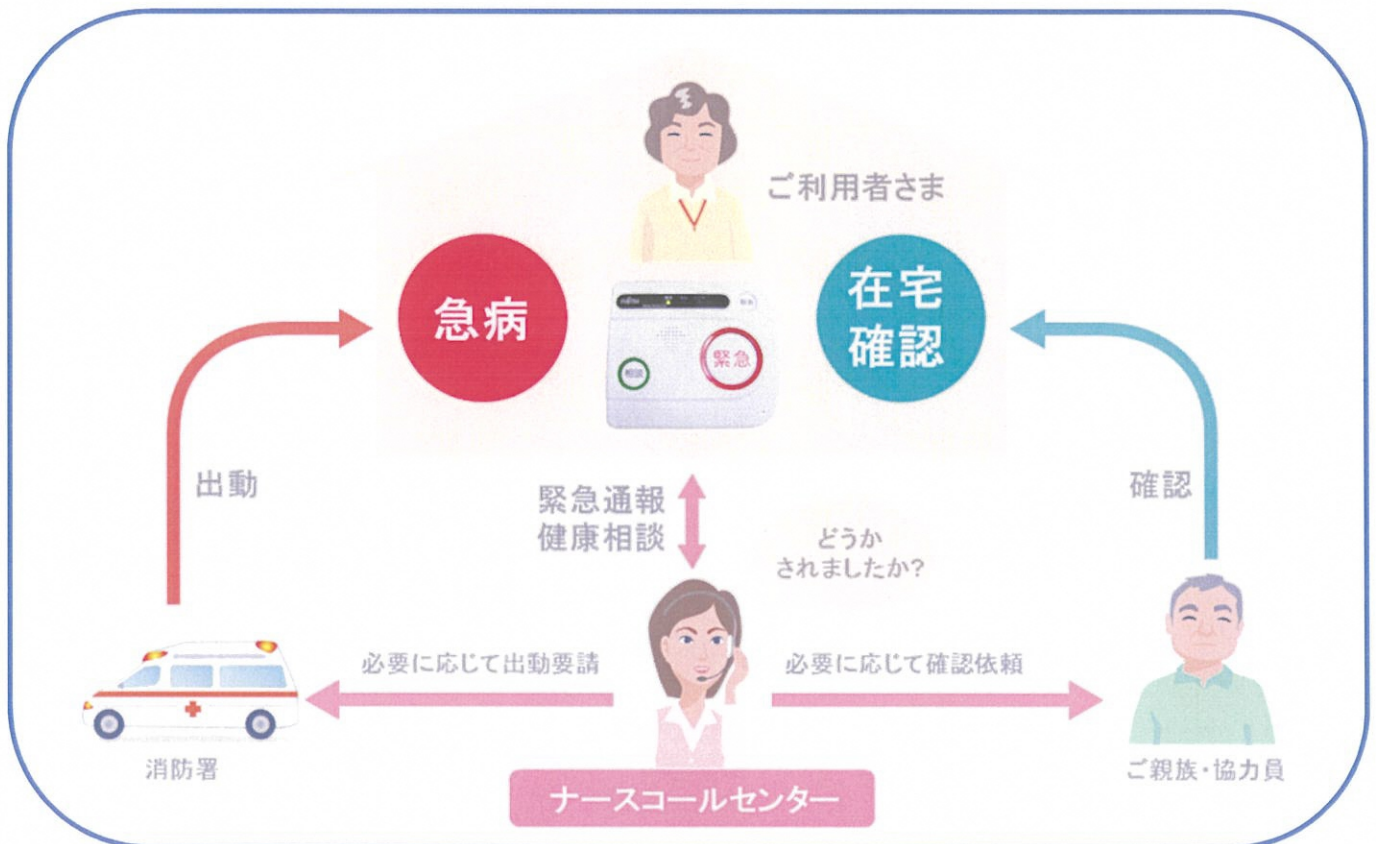 ご利用者さま
急病
在宅
確認
FUJITSU
相談
緊急
出動
緊急通報
健康相談
どうか
されましたか?
確認
必要に応じて出動要請
必要に応じて確認依頼
消防署
ご親族・協力員
ナースコールセンター